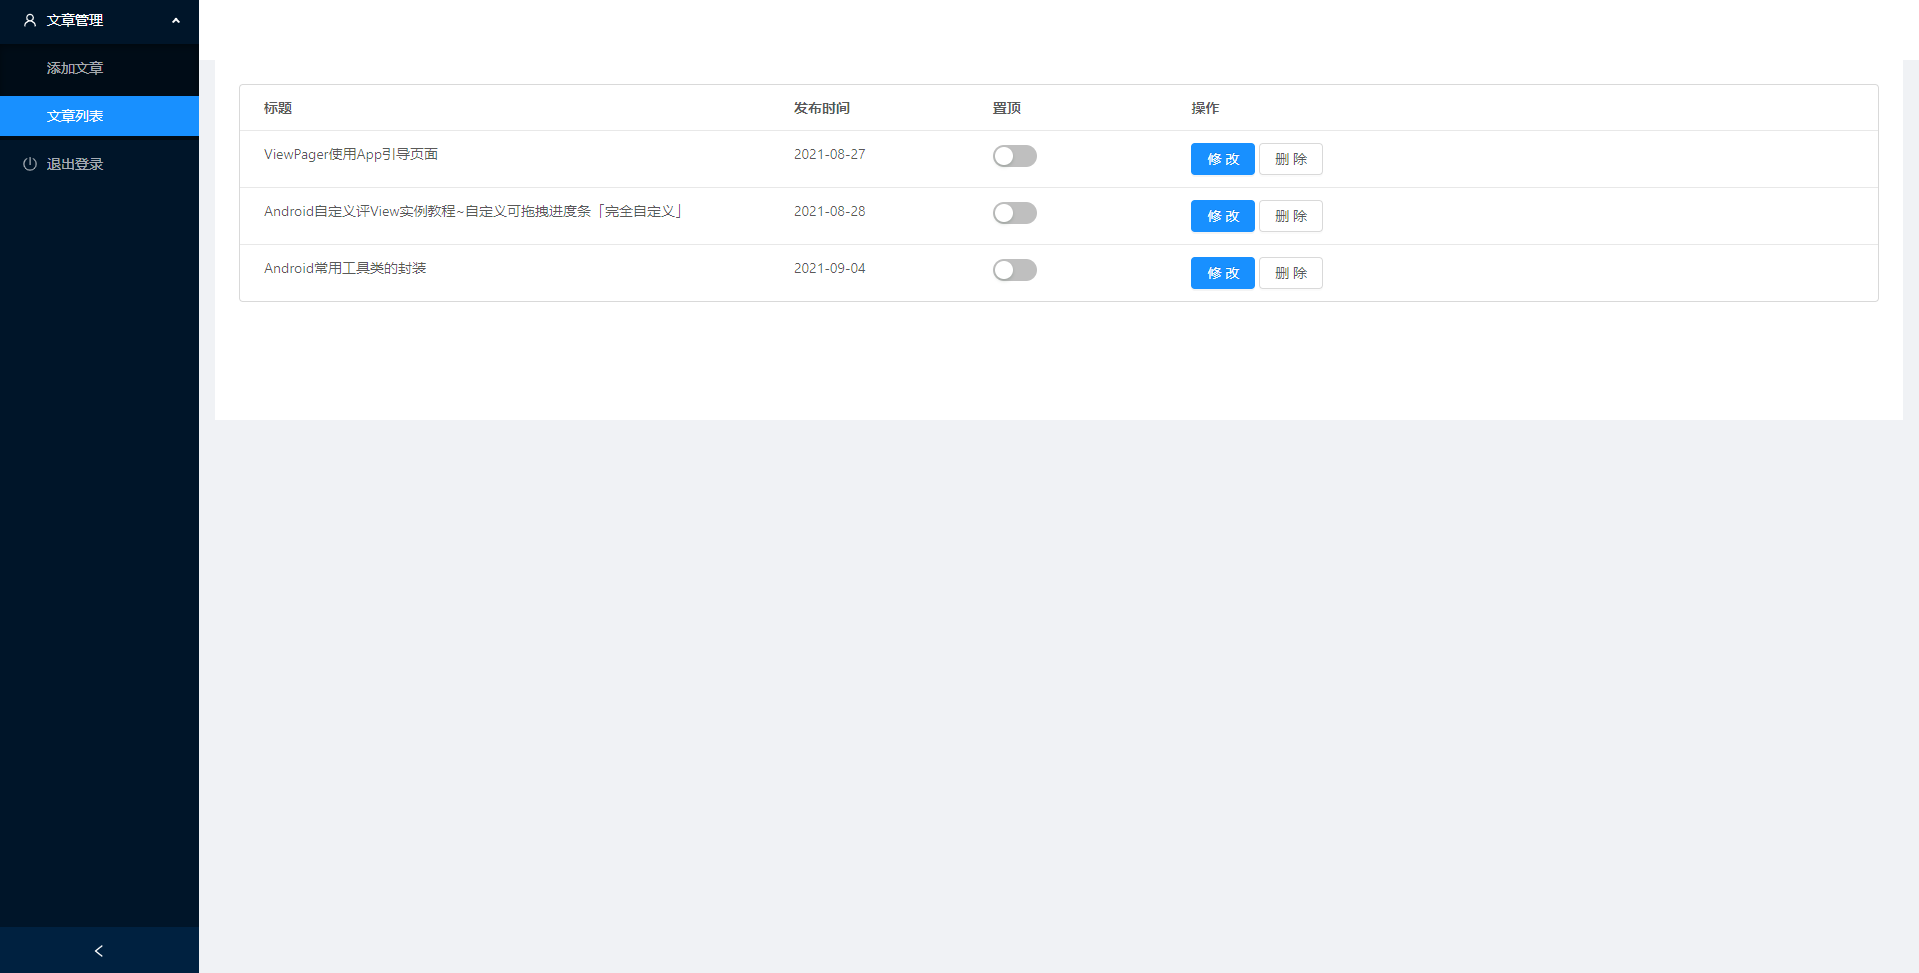 文章管理
添加文章
文章列表
退出登录
标题 发布时间 置顶 操作
ViewPager使用App引导页面 2021-08-27 修 改 删 除
Android自定义评View实例教程~自定义可拖拽进度条「完全自定义」 2021-08-28 修 改 删 除
Android常用工具类的封装 2021-09-04 修 改 删 除